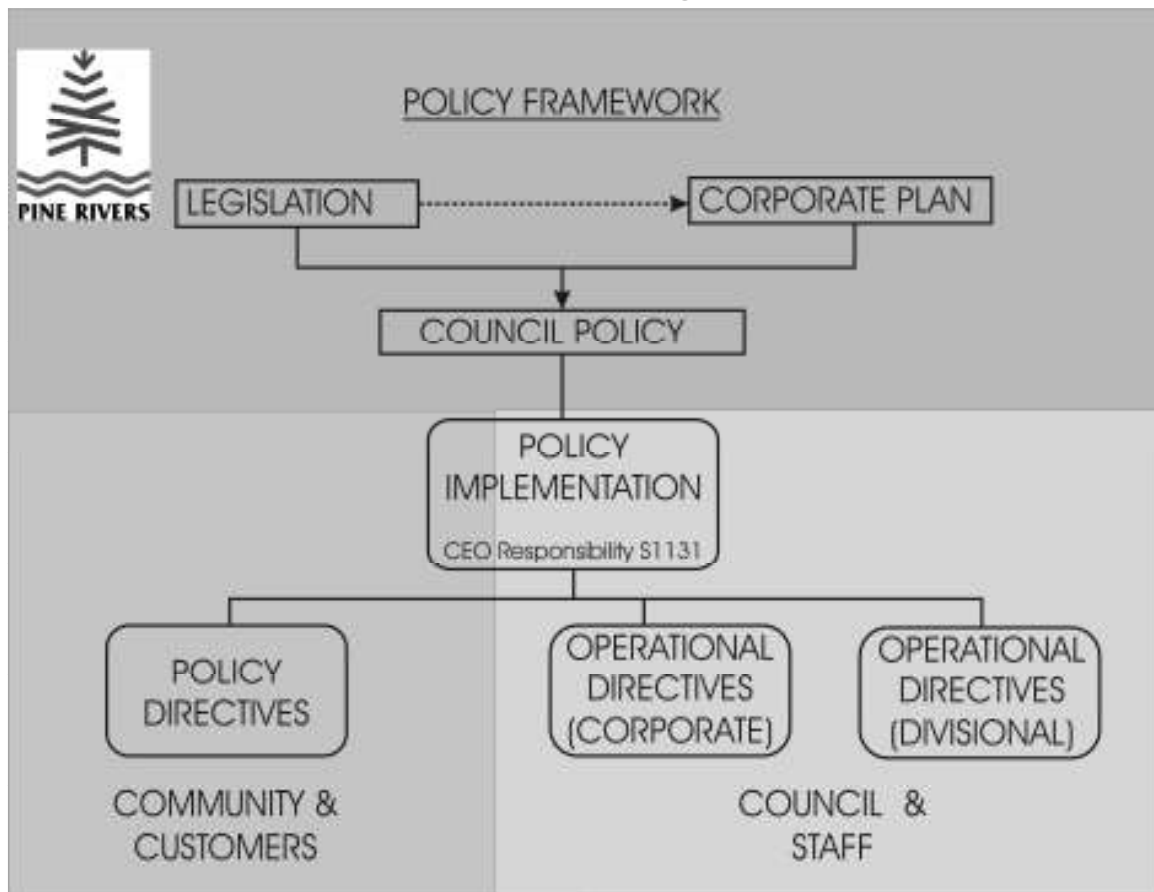 POLICY FRAMEWORK
PINE RIVERS
LEGISLATION
CORPORATE PLAN
COUNCIL POLICY
POLICY
IMPLEMENTATION
CEO Responsibility S1131
POLICY
DIRECTIVES
OPERATIONAL
DIRECTIVES
(CORPORATE)
OPERATIONAL
DIRECTIVES
(DIVISIONAL)
COMMUNITY &
CUSTOMERS
COUNCIL &
STAFF